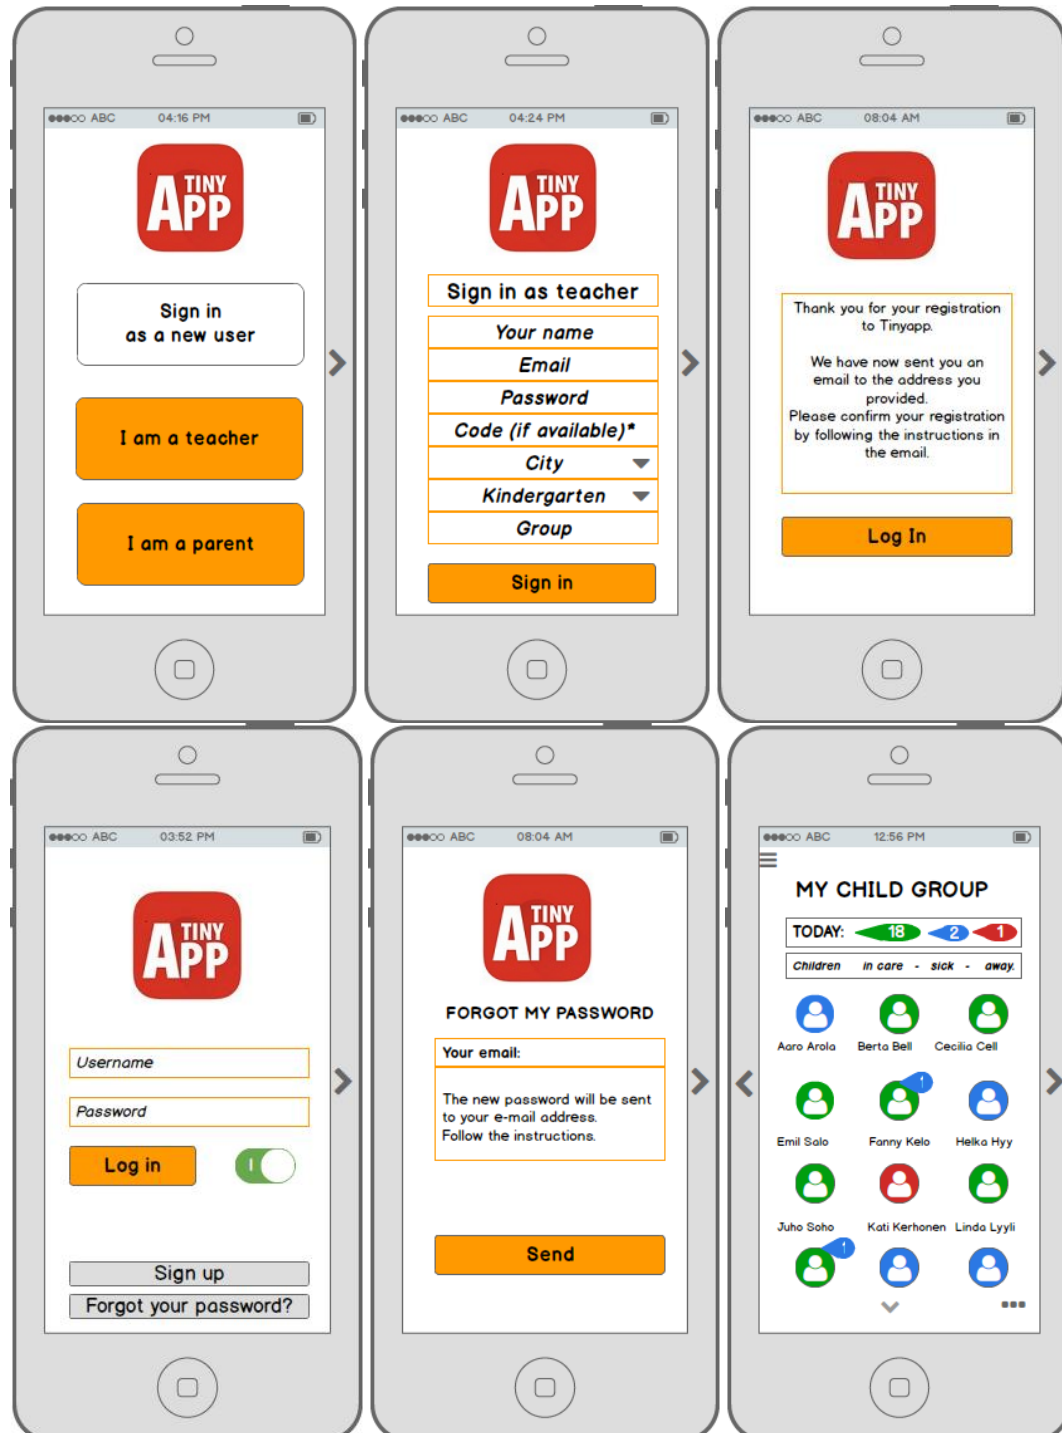 ABC 04:16 PM
TINY
APP
Sign in
as a new user
I am a teacher
I am a parent
ABC 04:24 PM
TINY
APP
Sign in as teacher
Your name
Email
Password
Code (if available)*
City
Kindergarten
Group
Sign in
ABC 08:04 AM
TINY
APP
Thank you for your registration
to Tinyapp.
We have now sent you an
email to the address you
provided.
Please confirm your registration
by following the instructions in
the email.
Log In
ABC 03:52 PM
TINY
APP
Username
Password
Log in
I
Sign up
Forgot your password?
ABC 08:04 AM
TINY
APP
FORGOT MY PASSWORD
Your email:
The new password will be sent
to your e-mail address.
Follow the instructions.
Send
ABC 12:56 PM
MY CHILD GROUP
TODAY: 18 2 1
Children in care - sick - away.
Aaro Arola Berta Bell Cecilia Cell
1
Emil Salo Fanny Kelo Helka Hyy
Juho Soho Kati Kerhonen Linda Lyyli
1